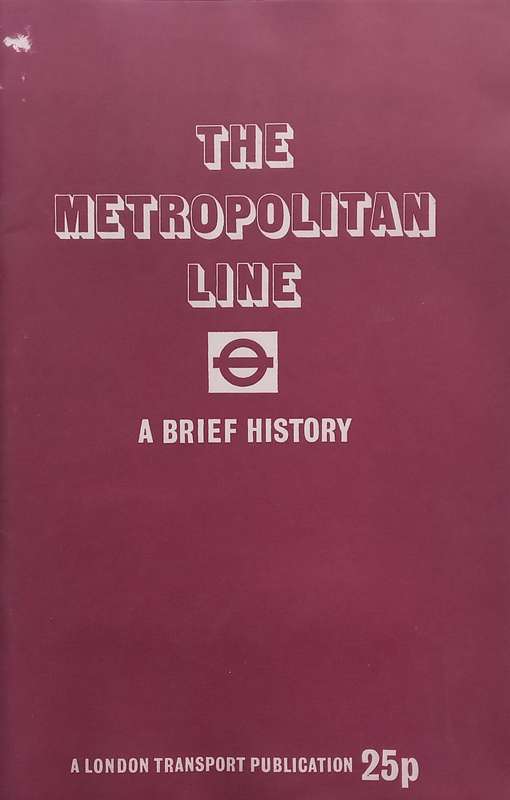 THE
METROPOLITAN
LINE
A BRIEF HISTORY
A LONDON TRANSPORT PUBLICATION 25p